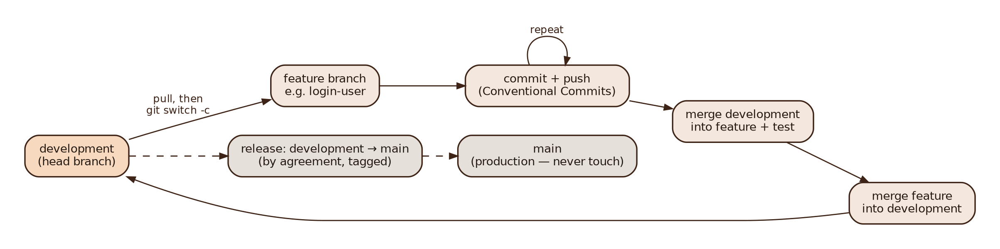 repeat
feature branch
e.g. login-user
commit + push
(Conventional Commits)
pull, then
git switch -c
merge development
into feature + test
development
(head branch)
release: development → main
(by agreement, tagged)
main
(production — never touch)
merge feature
into development